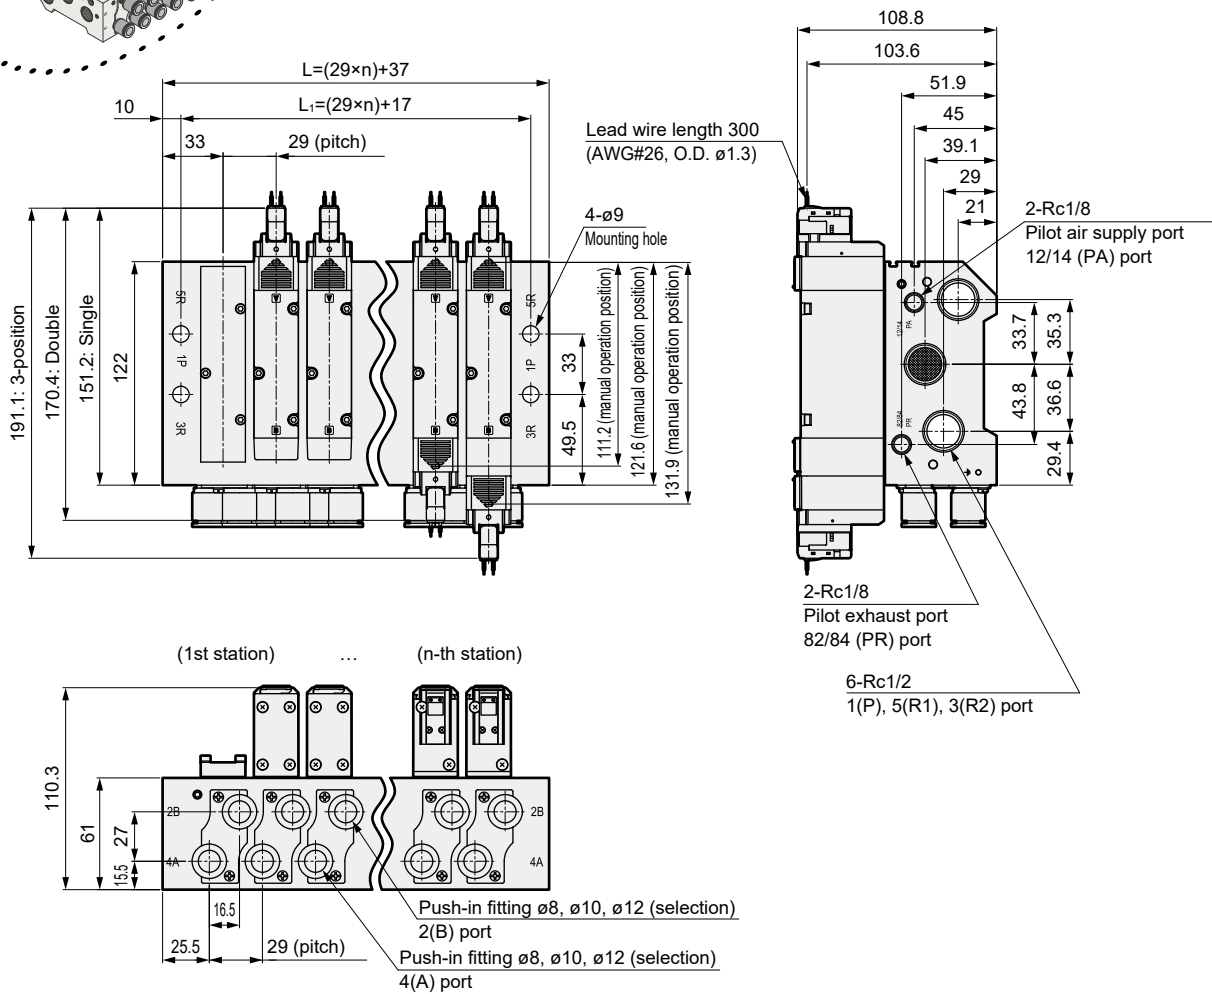 108.8
103.6
51.9
45
39.1
29
21
L=(29×n)+37
L₁=(29×n)+17
10
33
29 (pitch)
Lead wire length 300
(AWG#26, O.D. ø1.3)
4-ø9
Mounting hole
2-Rc1/8
Pilot air supply port
12/14 (PA) port
191.1: 3-position
170.4: Double
151.2: Single
122
5R
1P
3R
5R
1P
3R
33
49.5
111.2 (manual operation position)
121.6 (manual operation position)
131.9 (manual operation position)
12/14
PA
82/84
PR
33.7
35.3
43.8
36.6
29.4
2-Rc1/8
Pilot exhaust port
82/84 (PR) port
6-Rc1/2
1(P), 5(R1), 3(R2) port
(1st station)
...
(n-th station)
110.3
61
27
15.5
2B
4A
2B
4A
16.5
25.5
29 (pitch)
Push-in fitting ø8, ø10, ø12 (selection)
2(B) port
Push-in fitting ø8, ø10, ø12 (selection)
4(A) port